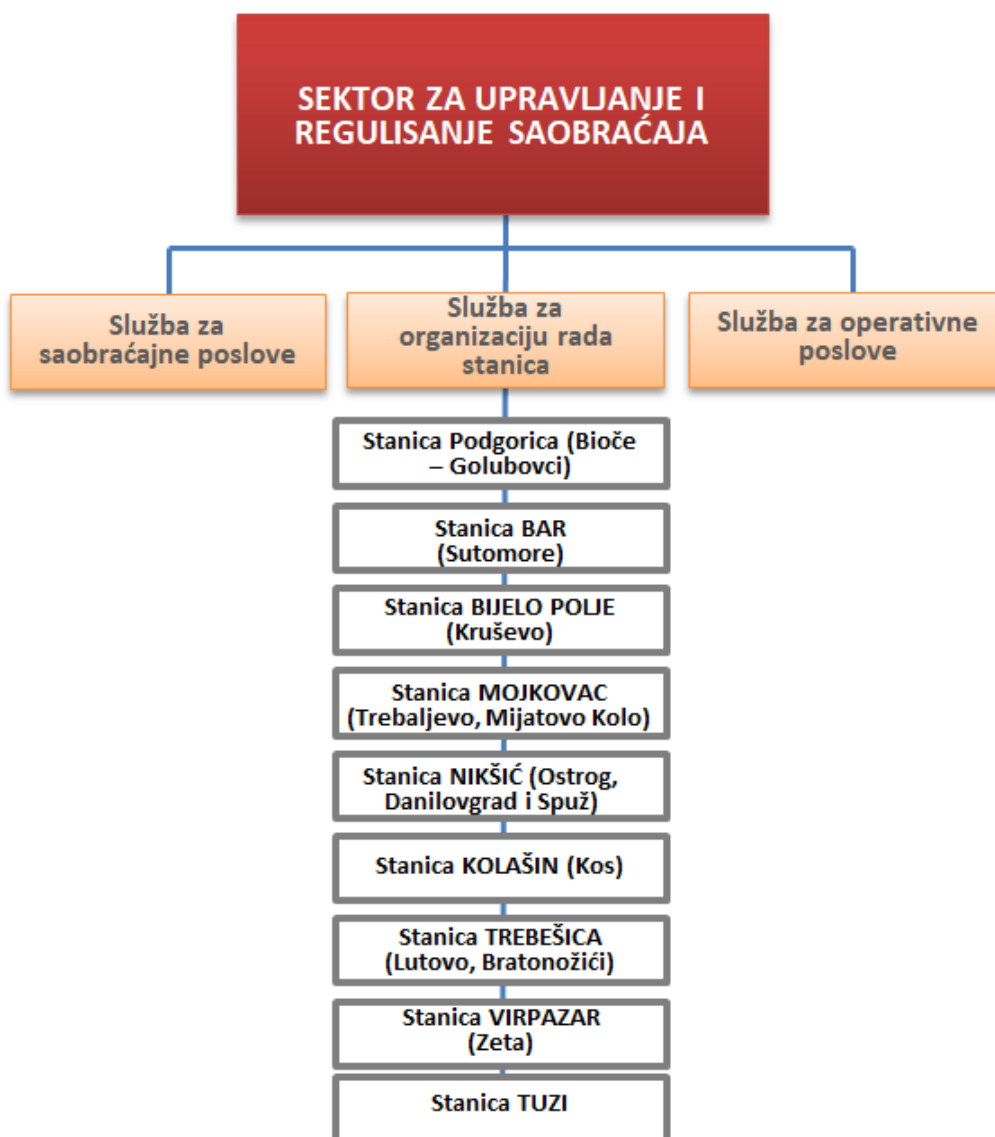 SEKTOR ZA UPRAVLJANJE I
REGULISANJE SAOBRAĆAJA
Služba za
saobraćajne poslove
Služba za
organizaciju rada
stanica
Služba za operativne
poslove
Stanica Podgorica (Bioče
– Golubovci)
Stanica BAR
(Sutomore)
Stanica BIJELO POLJE
(Kruševo)
Stanica MOJKOVAC
(Trebaljevo, Mijatovo Kolo)
Stanica NIKŠIĆ (Ostrog,
Danilovgrad i Spuž)
Stanica KOLAŠIN (Kos)
Stanica TREBEŠICA
(Lutovo, Bratonožići)
Stanica VIRPAZAR
(Zeta)
Stanica TUZI